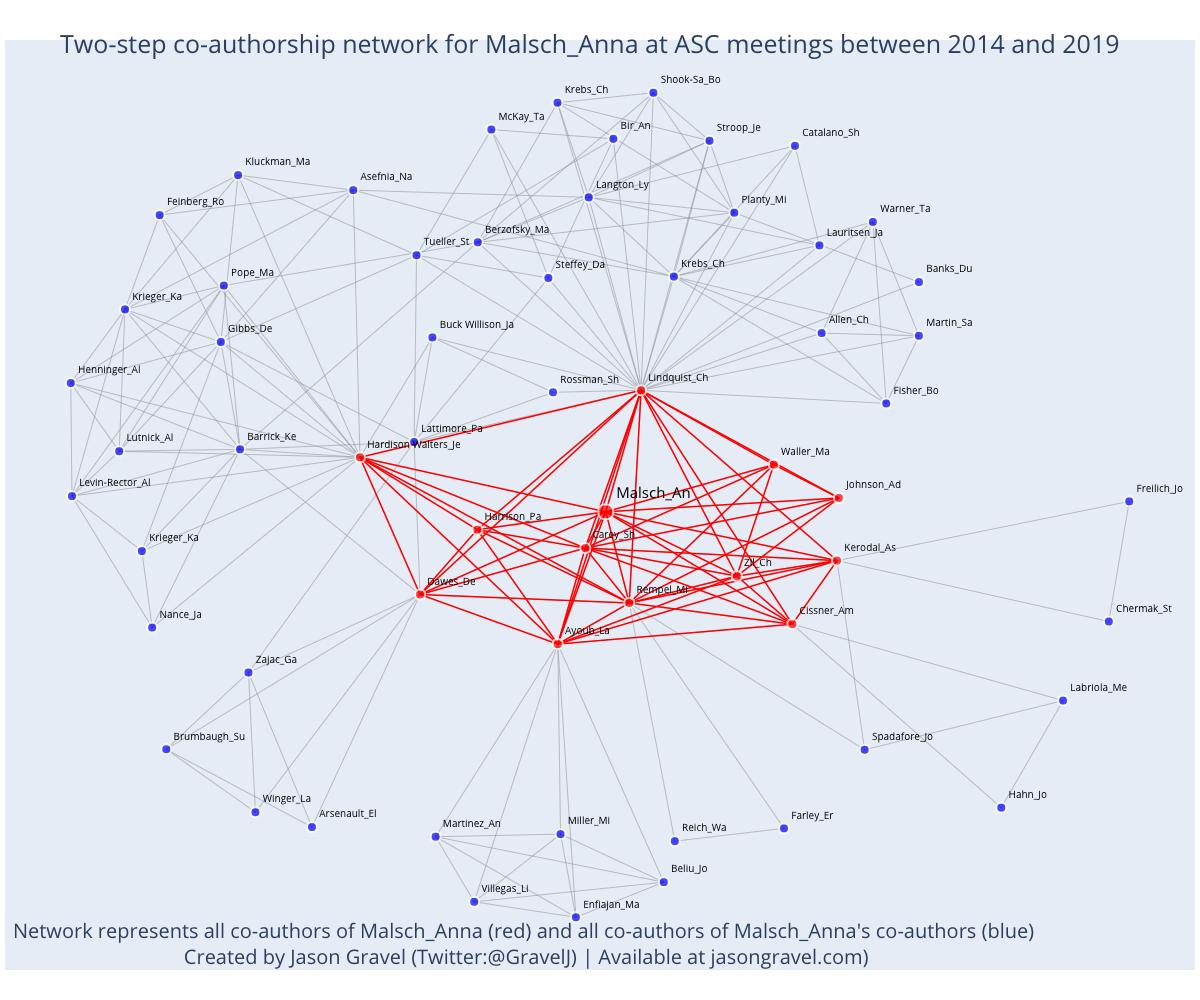 Two-step co-authorship network for Malsch_Anna at ASC meetings between 2014 and 2019
Shook-Sa_Bo
Krebs_Ch
McKay_Ta
Bir_An
Stroop_Je
Catalano_Sh
Kluckman_Ma
Asefnia_Na
Langton_Ly
Feinberg_Ro
Planty_Mi
Warner_Ta
Berzofsky_Ma
Lauritsen_Ja
Tueller_St
Steffey_Da
Krebs_Ch
Banks_Du
Pope_Ma
Krieger_Ka
Buck Willison_Ja
Gibbs_De
Allen_Ch
Martin_Sa
Henninger_Al
Rossman_Sh
Lindquist_Ch
Fisher_Bo
Lattimore_Pa
Lutnick_Al
Barrick_Ke
Hardison Walters_Je
Waller_Ma
Levin-Rector_Al
Johnson_Ad
Malsch_An
Freilich_Jo
Harrison_Pa
Krieger_Ka
Carey_Sh
Kerodal_As
Zil_Ch
Dawes_De
Rempel_Mi
Nance_Ja
Cissner_Am
Chermak_St
Ayoub_La
Zajac_Ga
Labriola_Me
Brumbaugh_Su
Spadafore_Jo
Winger_La
Hahn_Jo
Arsenault_El
Martinez_An
Miller_Mi
Reich_Wa
Farley_Er
Beliu_Jo
Villegas_Li
Enfiajan_Ma
Network represents all co-authors of Malsch_Anna (red) and all co-authors of Malsch_Anna's co-authors (blue)
Created by Jason Gravel (Twitter:@GravelJ) | Available at jasongravel.com)